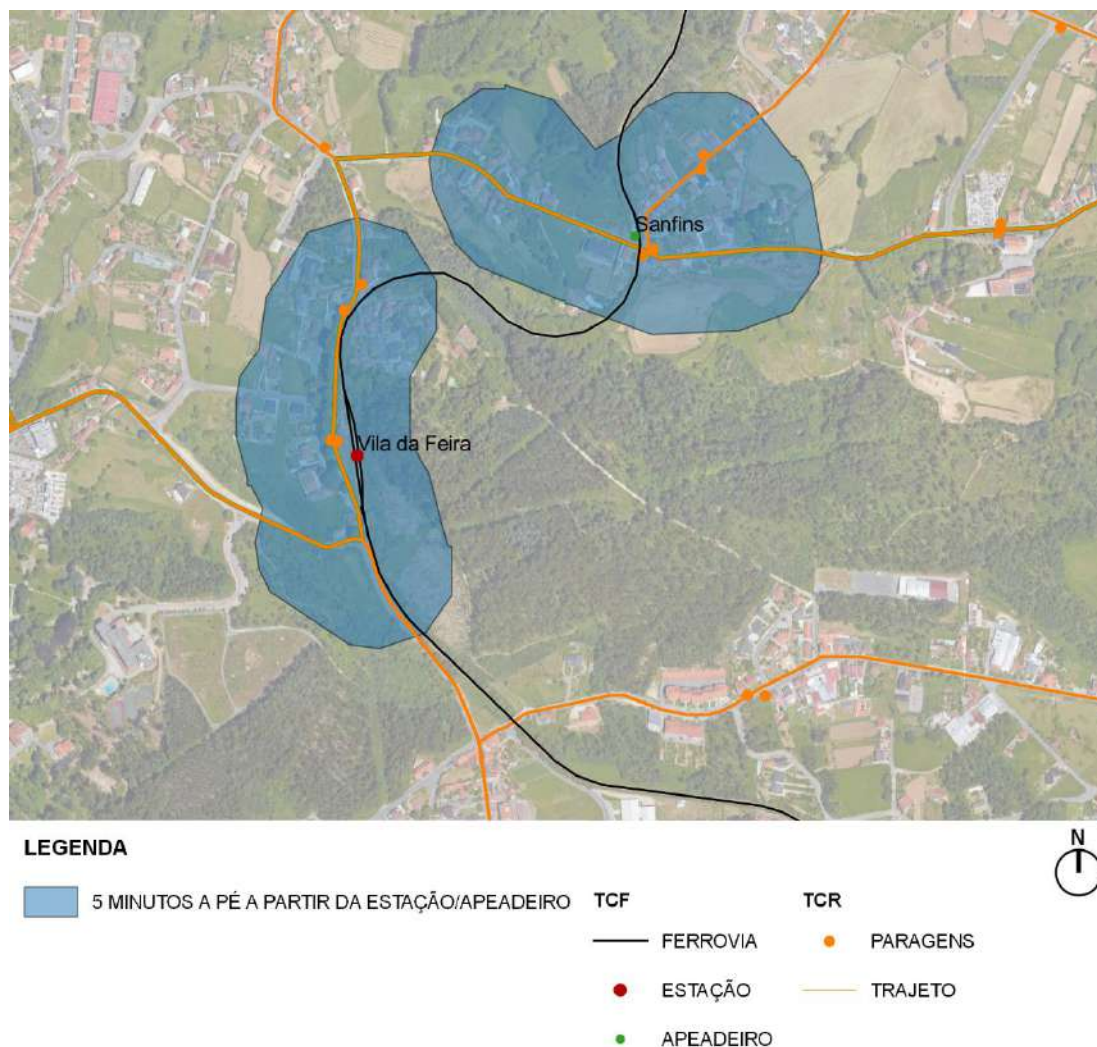 Sanfins
Vila da Feira
LEGENDA
N
5 MINUTOS A PÉ A PARTIR DA ESTAÇÃO/APEADEIRO
TCF
TCR
FERROVIA
PARAGENS
ESTAÇÃO
TRAJETO
APEADEIRO